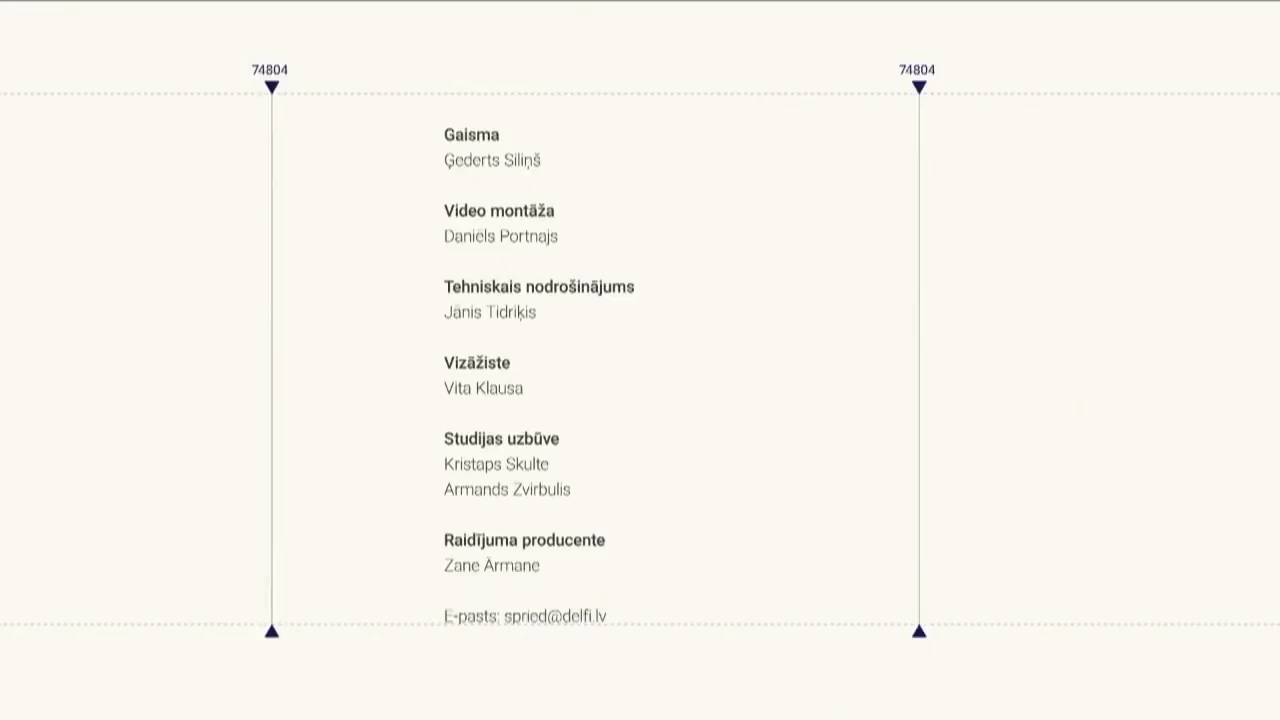 74804
74804
Gaisma
Ģederts Siliņš
Video montāža
Daniēls Portnajs
Tehniskais nodrošinājums
Jānis Tidriķis
Vizāžiste
Vita Klausa
Studijas uzbūve
Kristaps Skulte
Armands Zvirbulis
Raidījuma producente
Zane Ārmane
E-pasts: spried@delfi.lv